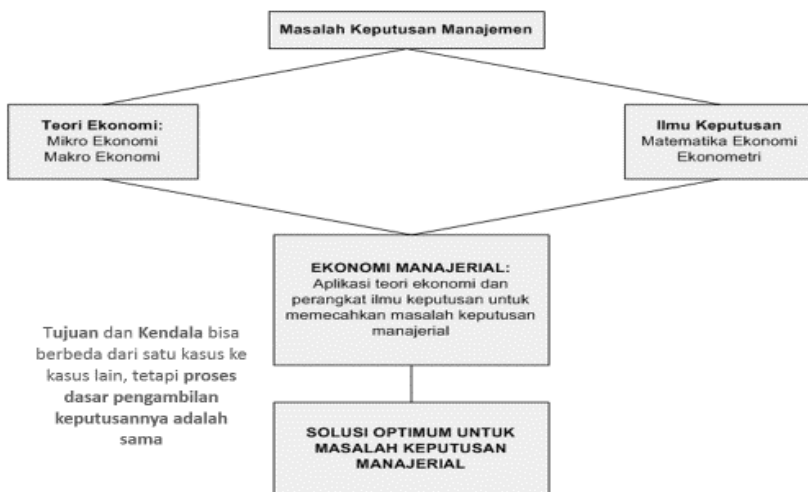 Masalah Keputusan Manajemen
Teori Ekonomi:
Mikro Ekonomi
Makro Ekonomi
Ilmu Keputusan
Matematika Ekonomi
Ekonometri
EKONOMI MANAJERIAL:
Aplikasi teori ekonomi dan
perangkat ilmu keputusan untuk
memecahkan masalah keputusan
manajerial
Tujuan dan Kendala bisa
berbeda dari satu kasus ke
kasus lain, tetapi proses
dasar pengambilan
keputusannya adalah
sama
SOLUSI OPTIMUM UNTUK
MASALAH KEPUTUSAN
MANAJERIAL